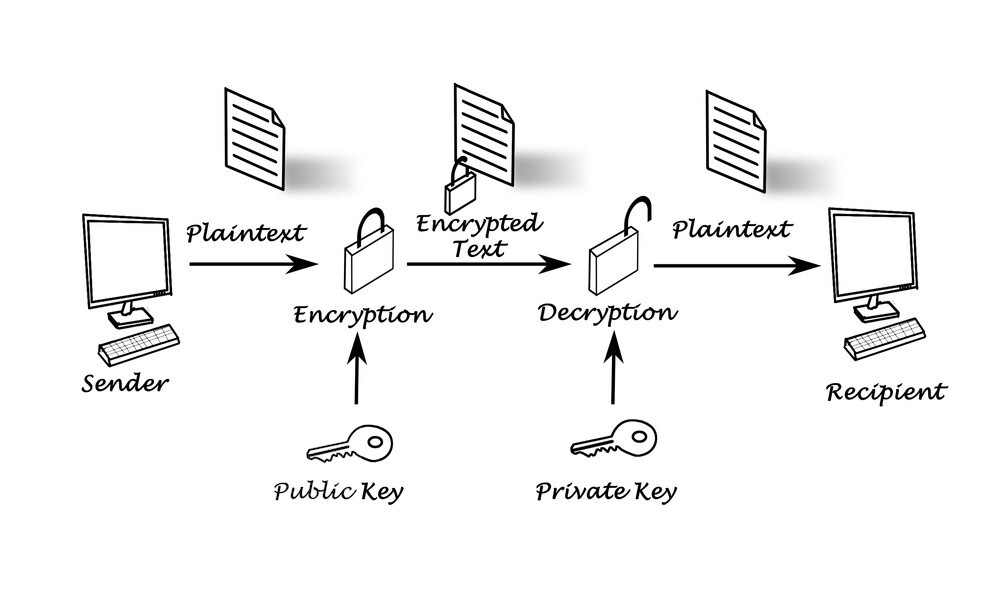 Plaintext
Encrypted
Text
Plaintext
Encryption
Decryption
Sender
Recipient
Public Key
Private Key